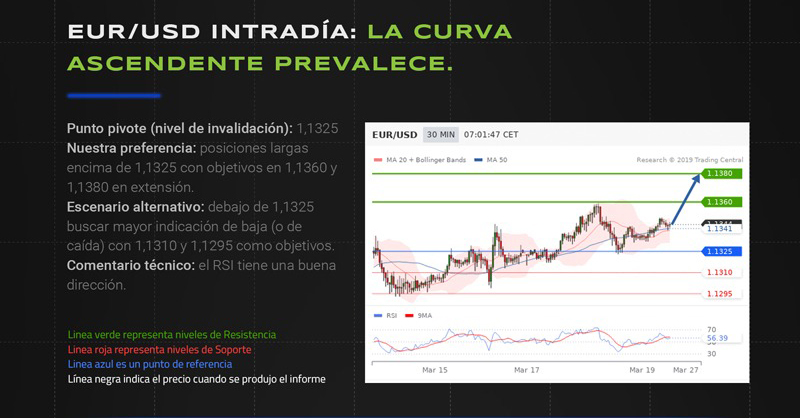 EUR/USD INTRADÍA: LA CURVA
ASCENDENTE PREVALECE.
Punto pivote (nivel de invalidación): 1,1325
Nuestra preferencia: posiciones largas
encima de 1,1325 con objetivos en 1,1360 y
1,1380 en extensión.
Escenario alternativo: debajo de 1,1325
buscar mayor indicación de baja (o de
caída) con 1,1310 y 1,1295 como objetivos.
Comentario técnico: el RSI tiene una buena
dirección.
Linea verde representa niveles de Resistencia
Linea roja representa niveles de Soporte
Linea azul es un punto de referencia
Línea negra indica el precio cuando se produjo el informe
EUR/USD 30 MIN 07:01:47 CET
MA 20 + Bollinger Bands MA 50
Research © 2019 Trading Central
1.1380
1.1360
1.1341
1.1325
1.1310
1.1295
RSI 9MA
70
56.39
30
Mar 15 Mar 17 Mar 19 Mar 27